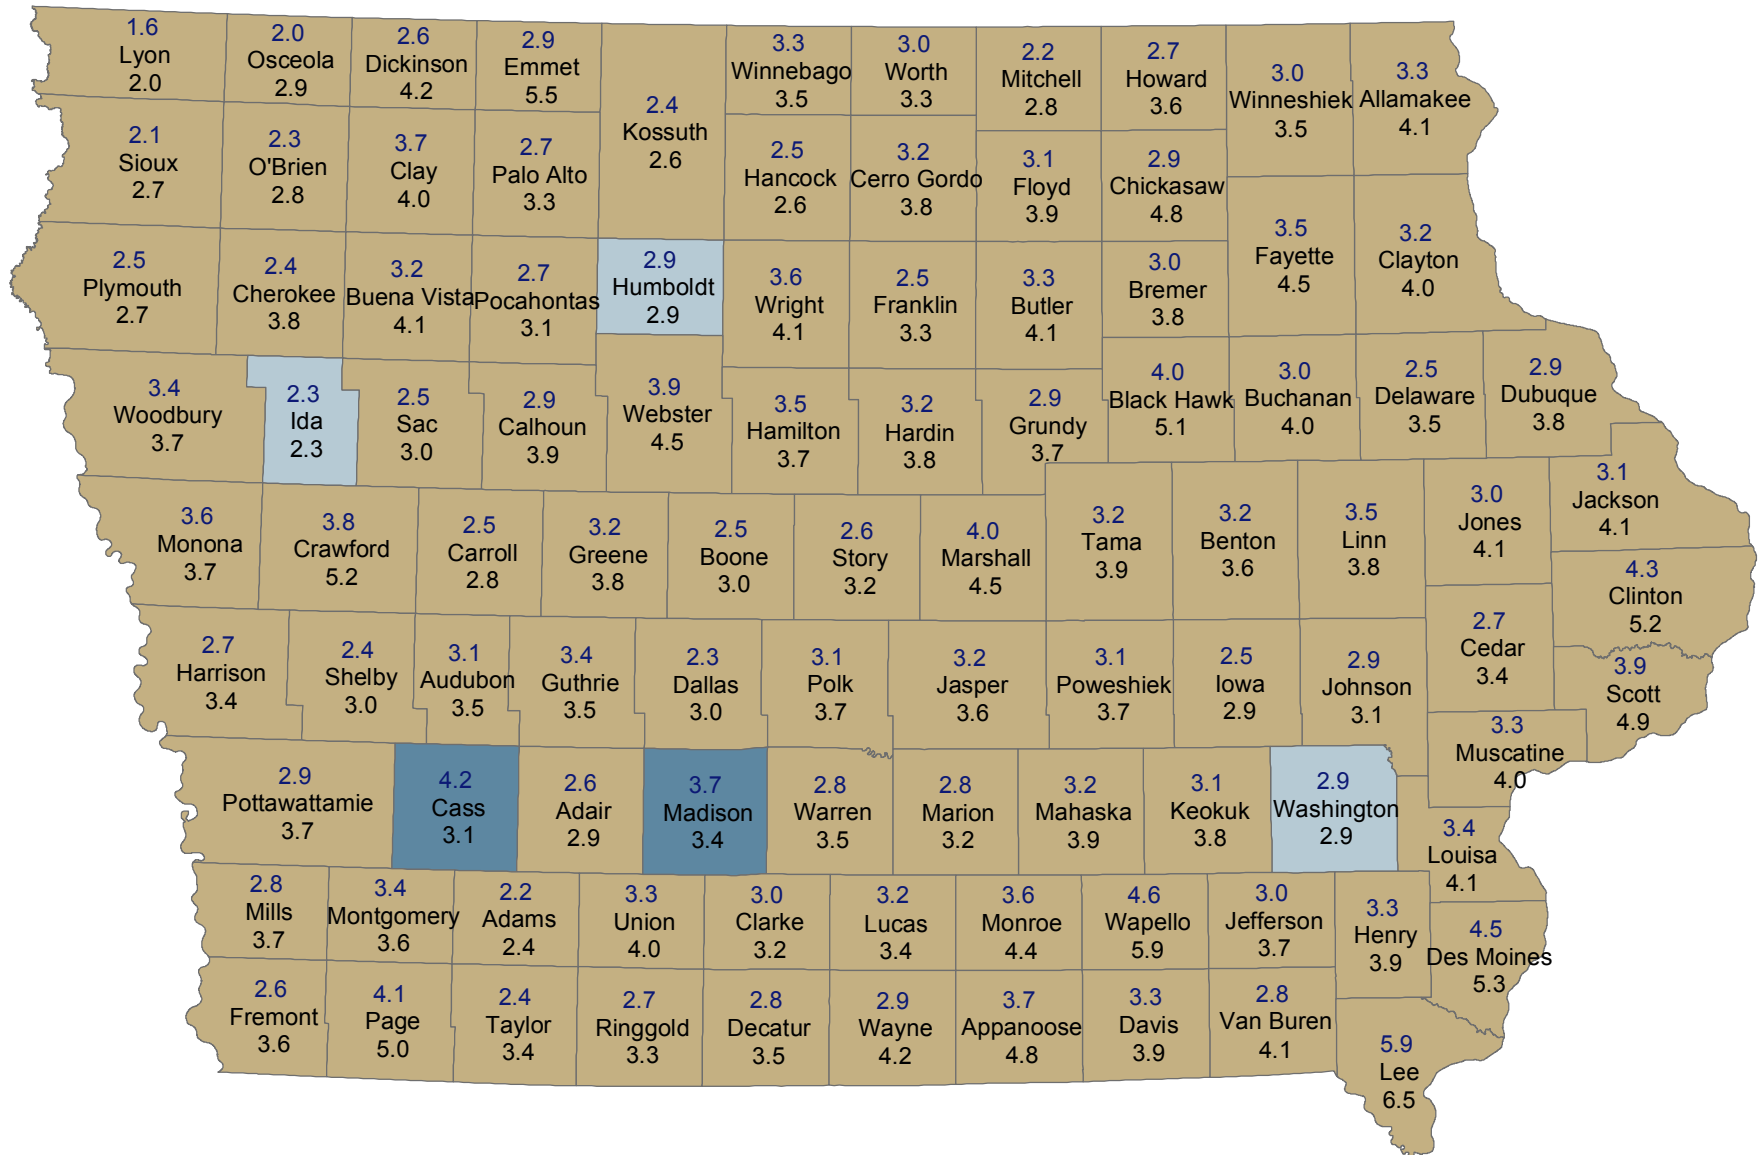 1.6
Lyon
2.0
2.0
Osceola
2.9
2.6
Dickinson
4.2
2.9
Emmet
5.5
2.4
Kossuth
2.6
3.3
Winnebago
3.5
3.0
Worth
3.3
2.2
Mitchell
2.8
2.7
Howard
3.6
3.0
Winneshiek
3.5
3.3
Allamakee
4.1
2.1
Sioux
2.7
2.3
O'Brien
2.8
3.7
Clay
4.0
2.7
Palo Alto
3.3
2.5
Hancock
2.6
3.2
Cerro Gordo
3.8
3.1
Floyd
3.9
2.9
Chickasaw
4.8
3.5
Fayette
4.5
3.2
Clayton
4.0
2.5
Plymouth
2.7
2.4
Cherokee
3.8
3.2
Buena Vista
4.1
2.7
Pocahontas
3.1
2.9
Humboldt
2.9
3.6
Wright
4.1
2.5
Franklin
3.3
3.3
Butler
4.1
3.0
Bremer
3.8
3.4
Woodbury
3.7
2.3
Ida
2.3
2.5
Sac
3.0
2.9
Calhoun
3.9
3.9
Webster
4.5
3.5
Hamilton
3.7
3.2
Hardin
3.8
2.9
Grundy
3.7
4.0
Black Hawk
5.1
3.0
Buchanan
4.0
2.5
Delaware
3.5
2.9
Dubuque
3.8
3.6
Monona
3.7
3.8
Crawford
5.2
2.5
Carroll
2.8
3.2
Greene
3.8
2.5
Boone
3.0
2.6
Story
3.2
4.0
Marshall
4.5
3.2
Tama
3.9
3.2
Benton
3.6
3.5
Linn
3.8
3.0
Jones
4.1
3.1
Jackson
4.1
4.3
Clinton
5.2
2.7
Harrison
3.4
2.4
Shelby
3.0
3.1
Audubon
3.5
3.4
Guthrie
3.5
2.3
Dallas
3.0
3.1
Polk
3.7
3.2
Jasper
3.6
3.1
Poweshiek
3.7
2.5
Iowa
2.9
2.9
Johnson
3.1
2.7
Cedar
3.4
3.9
Scott
4.9
3.3
Muscatine
4.0
2.9
Pottawattamie
3.7
4.2
Cass
3.1
2.6
Adair
2.9
3.7
Madison
3.4
2.8
Warren
3.5
2.8
Marion
3.2
3.2
Mahaska
3.9
3.1
Keokuk
3.8
2.9
Washington
2.9
3.4
Louisa
4.1
2.8
Mills
3.7
3.4
Montgomery
3.6
2.2
Adams
2.4
3.3
Union
4.0
3.0
Clarke
3.2
3.2
Lucas
3.4
3.6
Monroe
4.4
4.6
Wapello
5.9
3.0
Jefferson
3.7
3.3
Henry
3.9
4.5
Des Moines
5.3
2.6
Fremont
3.6
4.1
Page
5.0
2.4
Taylor
3.4
2.7
Ringgold
3.3
2.8
Decatur
3.5
2.9
Wayne
4.2
3.7
Appanoose
4.8
3.3
Davis
3.9
2.8
Van Buren
4.1
5.9
Lee
6.5